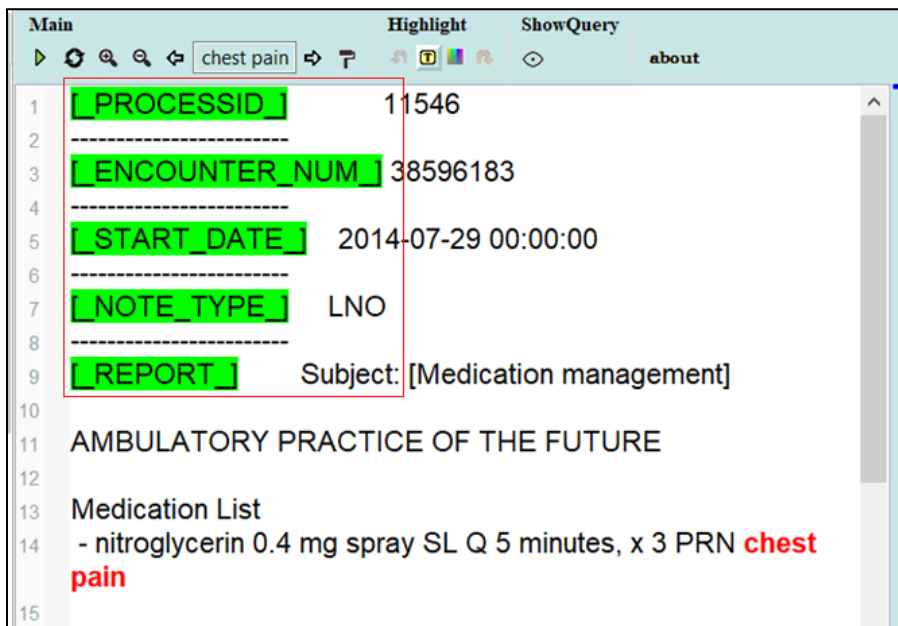 Main Highlight ShowQuery
chest pain T about
1 [_PROCESSID_] 11546
2 ------------------------
3 [_ENCOUNTER_NUM_] 38596183
4 ------------------------
5 [_START_DATE_] 2014-07-29 00:00:00
6 ------------------------
7 [_NOTE_TYPE_] LNO
8 ------------------------
9 [_REPORT_] Subject: [Medication management]
10
11 AMBULATORY PRACTICE OF THE FUTURE
12
13 Medication List
14 - nitroglycerin 0.4 mg spray SL Q 5 minutes, x 3 PRN chest
pain
15